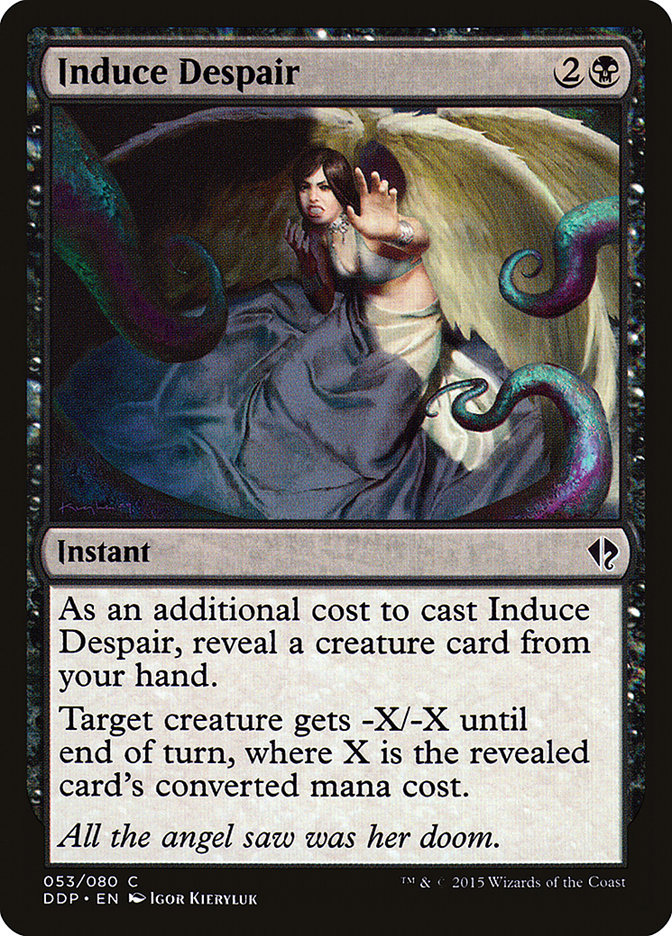 Induce Despair 2
Instant
As an additional cost to cast Induce
Despair, reveal a creature card from
your hand.
Target creature gets -X/-X until
end of turn, where X is the revealed
card's converted mana cost.
All the angel saw was her doom.
053/080 C
™ & © 2015 Wizards of the Coast
DDP • EN Igor Kieryluk